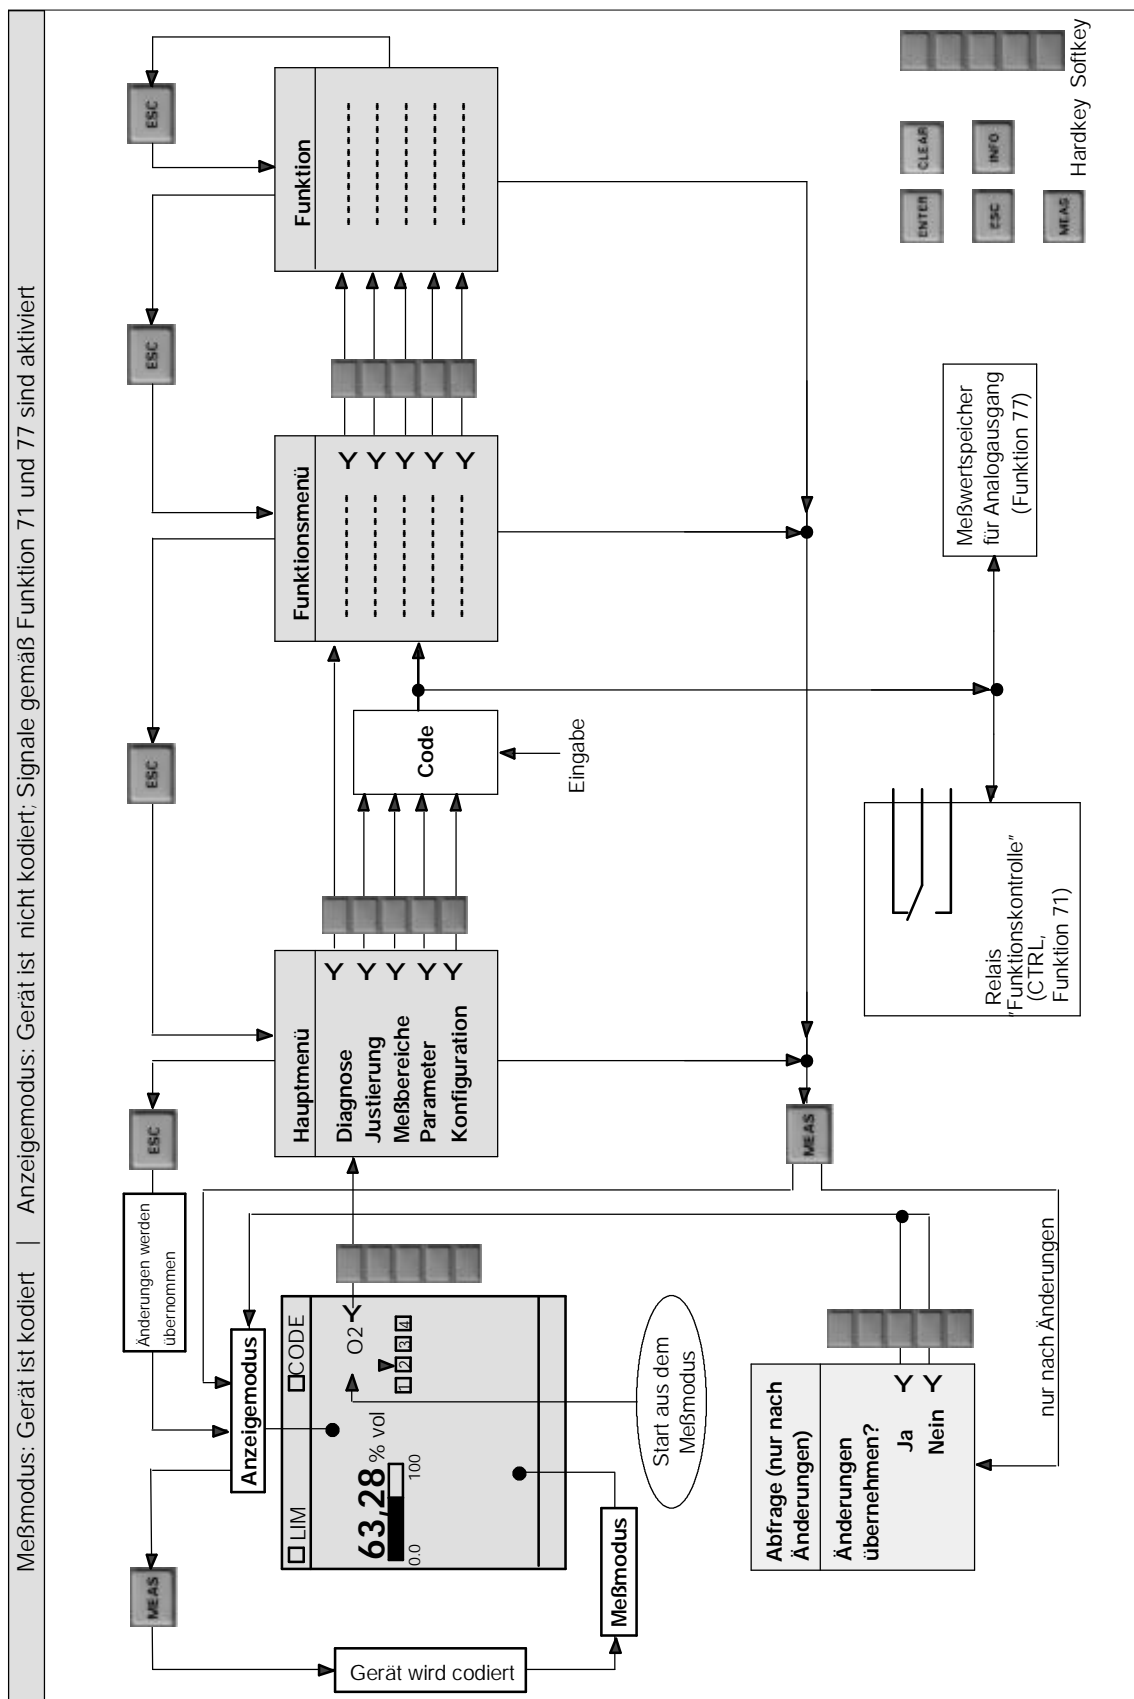 Meßmodus: Gerät ist kodiert | Anzeigemodus: Gerät ist nicht kodiert; Signale gemäß Funktion 71 und 77 sind aktiviert
MEAS
ESC
ESC
ESC
ESC
Änderungen werden
übernommen
Gerät wird codiert
Anzeigemodus
Meßmodus
LIM
CODE
63,28 % vol
0.0
100
O2
1 2 3 4
Start aus dem
Meßmodus
Hauptmenü
Diagnose
Justierung
Meßbereiche
Parameter
Konfiguration
Code
Eingabe
Funktionsmenü
Funktion
MEAS
nur nach Änderungen
Abfrage (nur nach
Änderungen)
Änderungen
übernehmen?
Ja
Nein
Relais
"Funktionskontrolle"
(CTRL,
Funktion 71)
Meßwertspeicher
für Analogausgang
(Funktion 77)
ENTER
CLEAR
ESC
INFO
MEAS
Hardkey Softkey